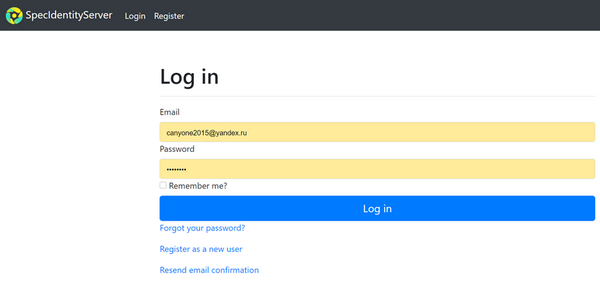 SpecIdentityServer Login Register
Log in
Email
canyone2015@yandex.ru
Password
••••••••
Remember me?
Log in
Forgot your password?
Register as a new user
Resend email confirmation